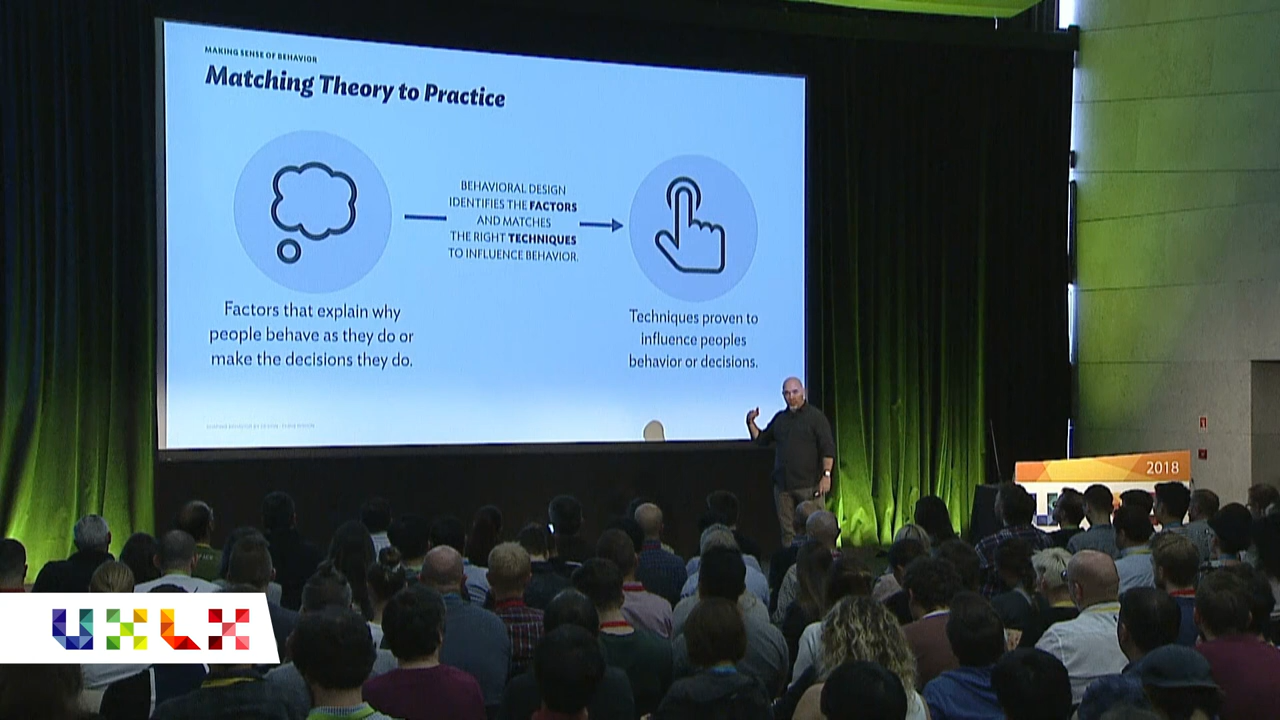 MAKING SENSE OF BEHAVIOR
Matching Theory to Practice
BEHAVIORAL DESIGN
IDENTIFIES THE FACTORS
AND MATCHES
THE RIGHT TECHNIQUES
TO INFLUENCE BEHAVIOR.
Factors that explain why
people behave as they do or
make the decisions they do.
Techniques proven to
influence peoples
behavior or decisions.
2018
UXLX